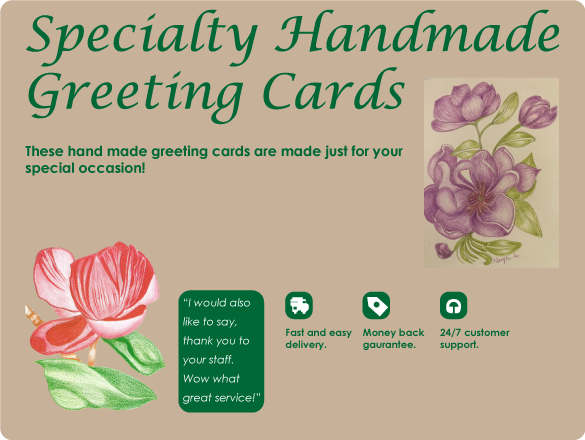 Specialty Handmade
Greeting Cards
These hand made greeting cards are made just for your
special occasion!
“I would also
like to say,
thank you to
your staff.
Wow what
great service!”
Fast and easy
delivery.
Money back
gaurantee.
24/7 customer
support.